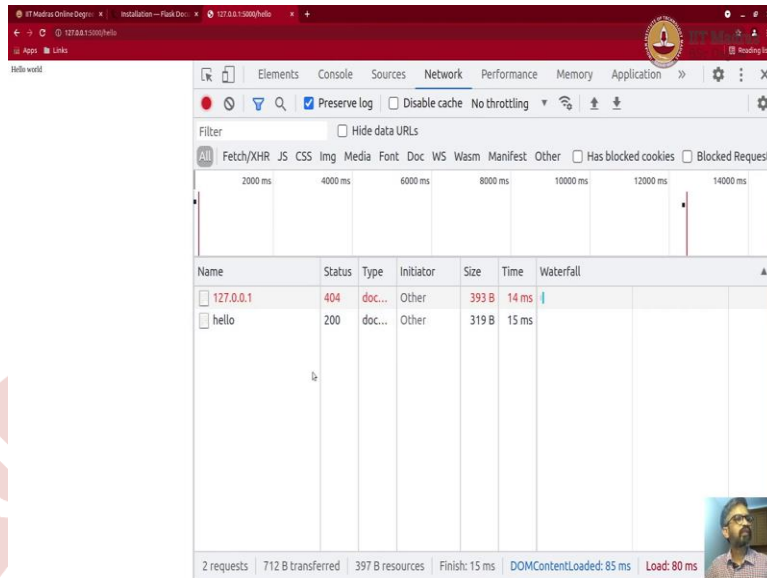 IIT Madras Online Degree
Installation — Flask Docu
127.0.0.1:5000/hello
127.0.0.1:5000/hello
IIT Madras
Apps
Links
Reading list
Hello world
Elements
Console
Sources
Network
Performance
Memory
Application
»
Preserve log
Disable cache
No throttling
Filter
Hide data URLs
All
Fetch/XHR
JS
CSS
Img
Media
Font
Doc
WS
Wasm
Manifest
Other
Has blocked cookies
Blocked Reques
2000 ms
4000 ms
6000 ms
8000 ms
10000 ms
12000 ms
14000 ms
Name Status Type Initiator Size Time Waterfall
127.0.0.1 404 doc... Other 393 B 14 ms
hello 200 doc... Other 319 B 15 ms
2 requests
712 B transferred
397 B resources
Finish: 15 ms
DOMContentLoaded: 85 ms
Load: 80 ms